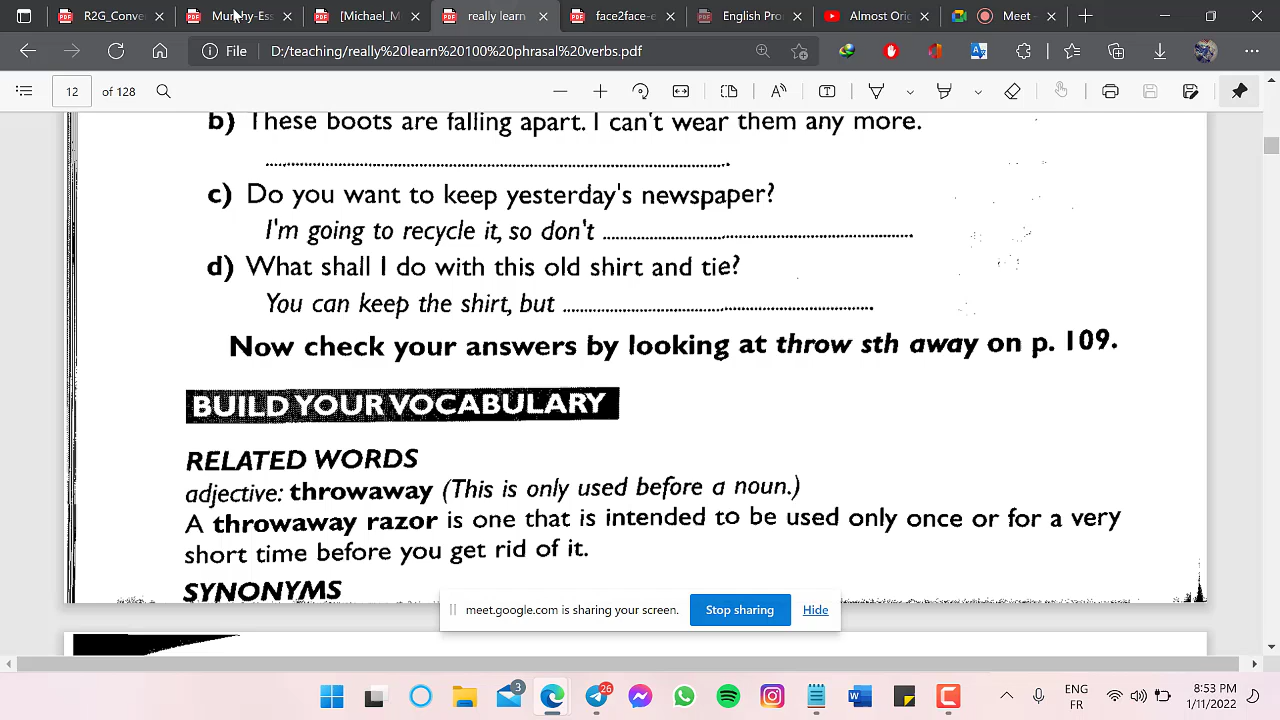 R2G_Conve
Murphy
[Michael_M
really learn
face2face-e
English Pro
Almost Ori
Meet -
File
D:/teaching/really%20learn%20100%20phrasal%20verbs.pdf
12
of 128
b) These boots are falling apart. I can't wear them any more.
c) Do you want to keep yesterday's newspaper?
I'm going to recycle it, so don't
d) What shall I do with this old shirt and tie?
You can keep the shirt, but
Now check your answers by looking at throw sth away on p. 109.
BUILD YOUR VOCABULARY
RELATED WORDS
adjective: throwaway (This is only used before a noun.)
A throwaway razor is one that is intended to be used only once or for a very
short time before you get rid of it.
SYNONYMS
meet.google.com is sharing your screen.
Stop sharing
Hide
3
26
ENG
FR
8:53 PM
1/11/2022